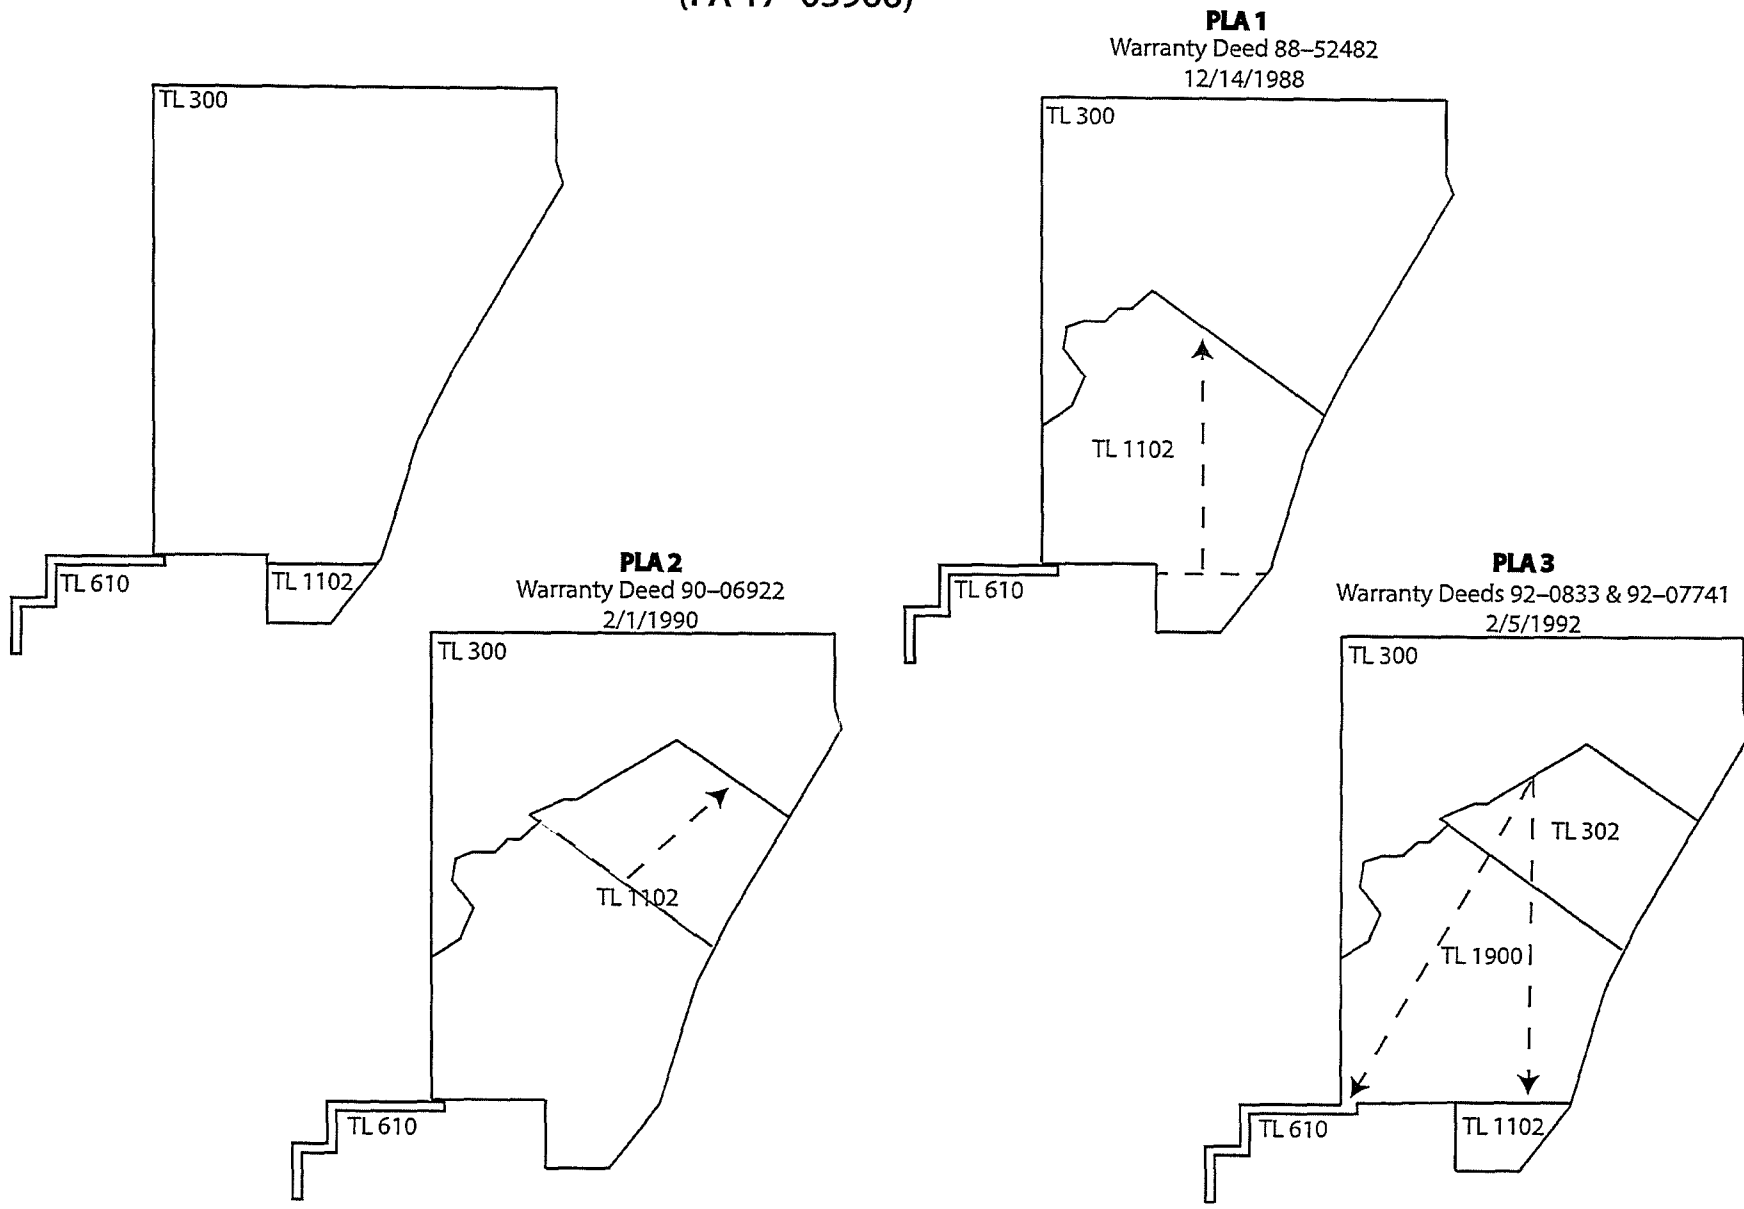 PLA 1
Warranty Deed 88–52482
12/14/1988
TL 300
TL 610
TL 1102
TL 300
TL 1102
TL 610
PLA 2
Warranty Deed 90–06922
2/1/1990
TL 300
TL 1102
TL 610
PLA 3
Warranty Deeds 92–0833 & 92–07741
2/5/1992
TL 300
TL 302
TL 1900
TL 610
TL 1102